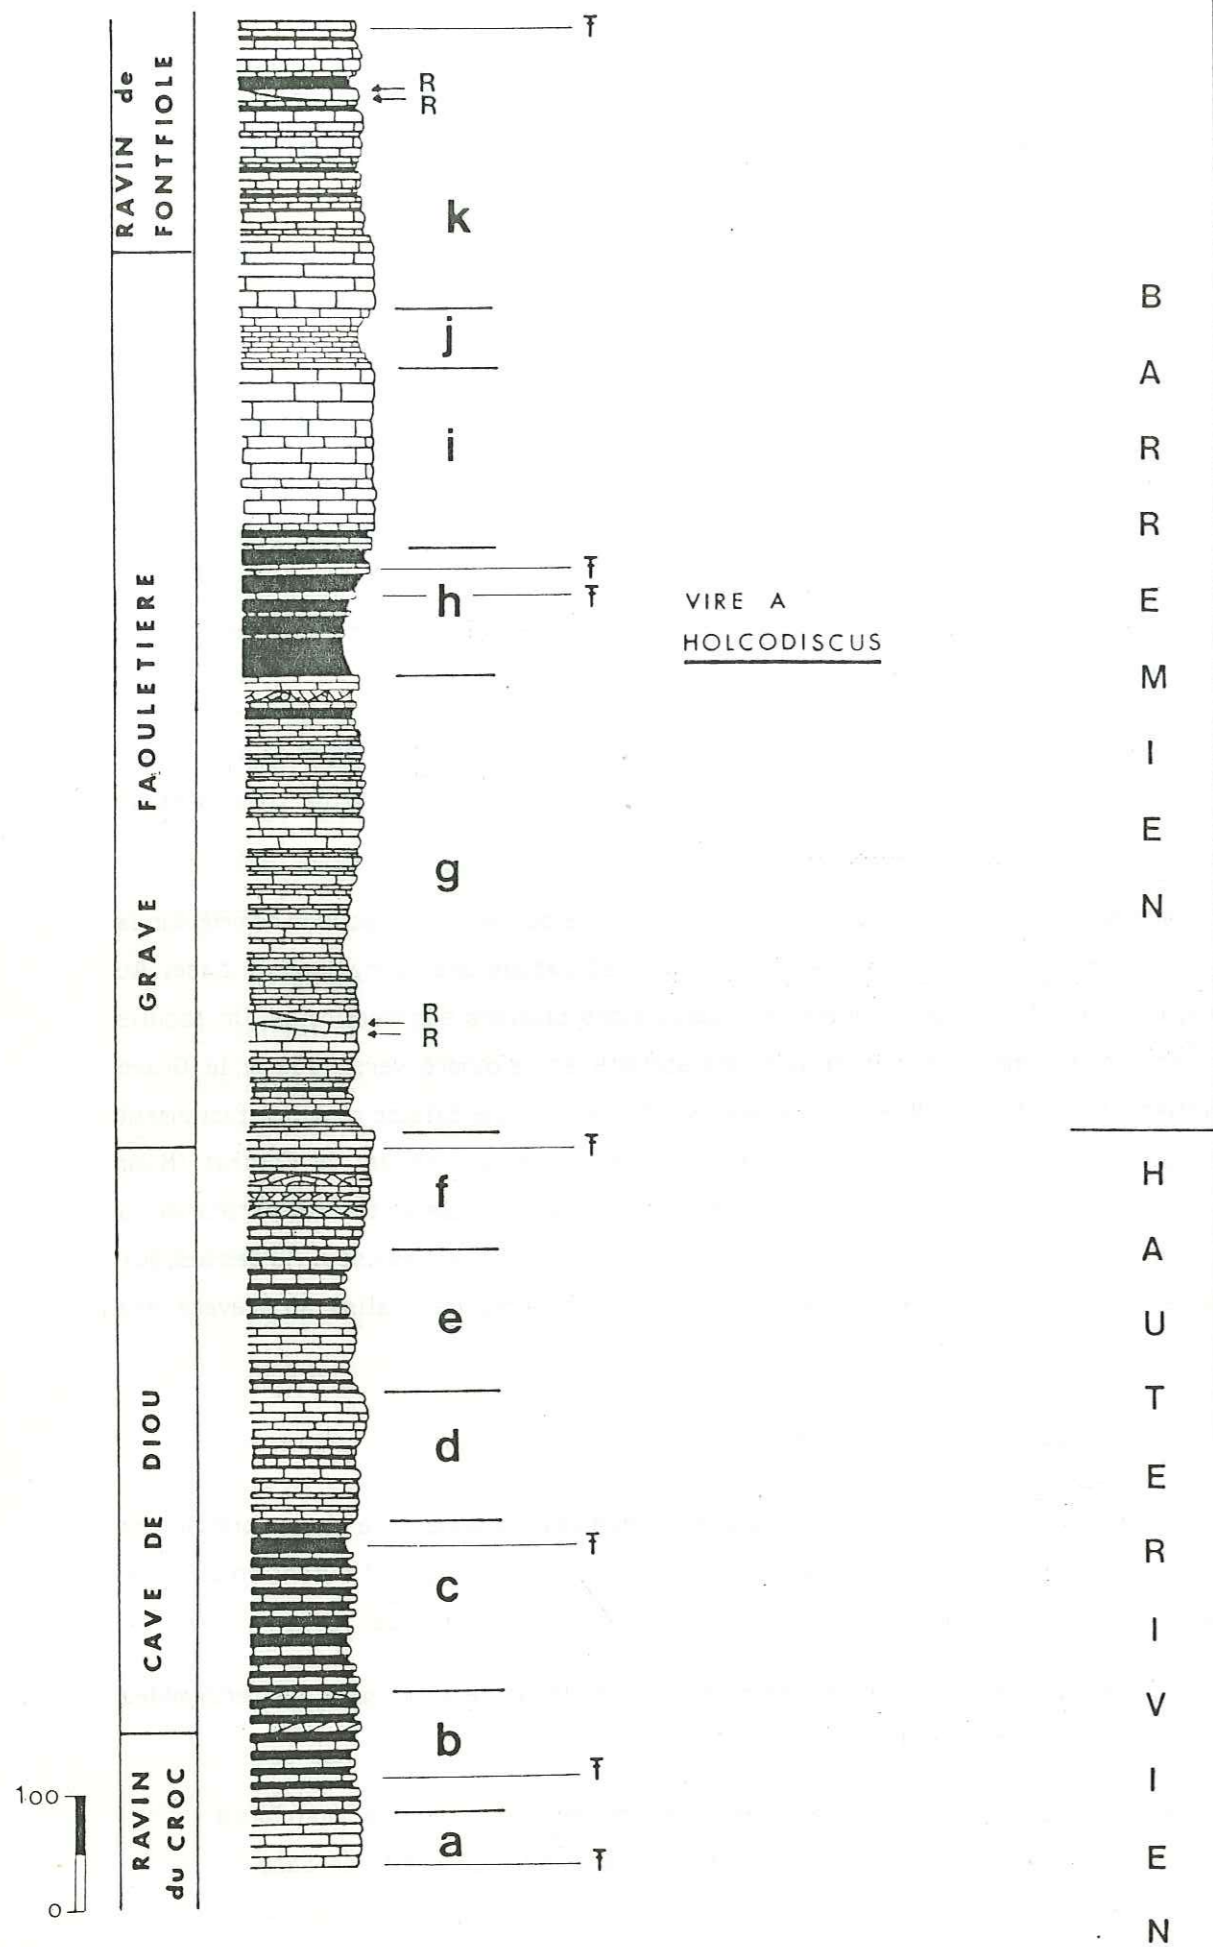 RAVIN de
FONTFIOLE
GRAVE FAOULETIERE
CAVE DE DIOU
RAVIN
du CROC
100
0
R
R
k
j
i
h
g
R
R
f
e
d
c
b
a
VIRE A
HOLCODISCUS
BARREMIEN
HAUTERIVIEN